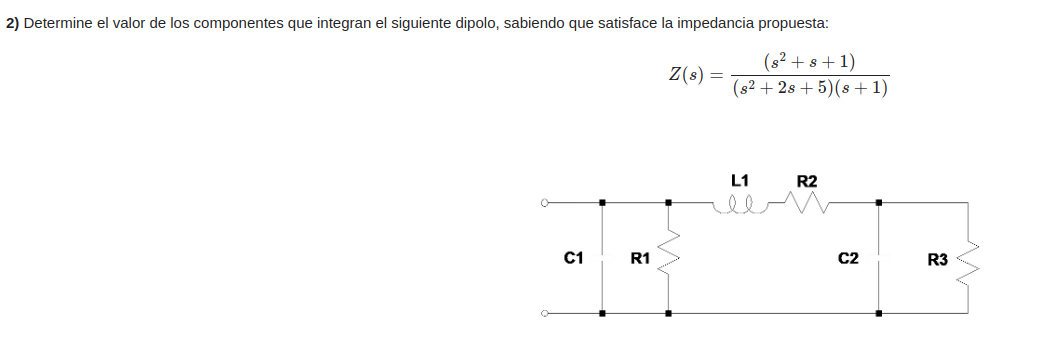 2) Determine el valor de los componentes que integran el siguiente dipolo, sabiendo que satisface la impedancia propuesta:
Z(s) = (s² + s + 1) / (s² + 2s + 5)(s + 1)
L1 R2
C1 R1 C2 R3